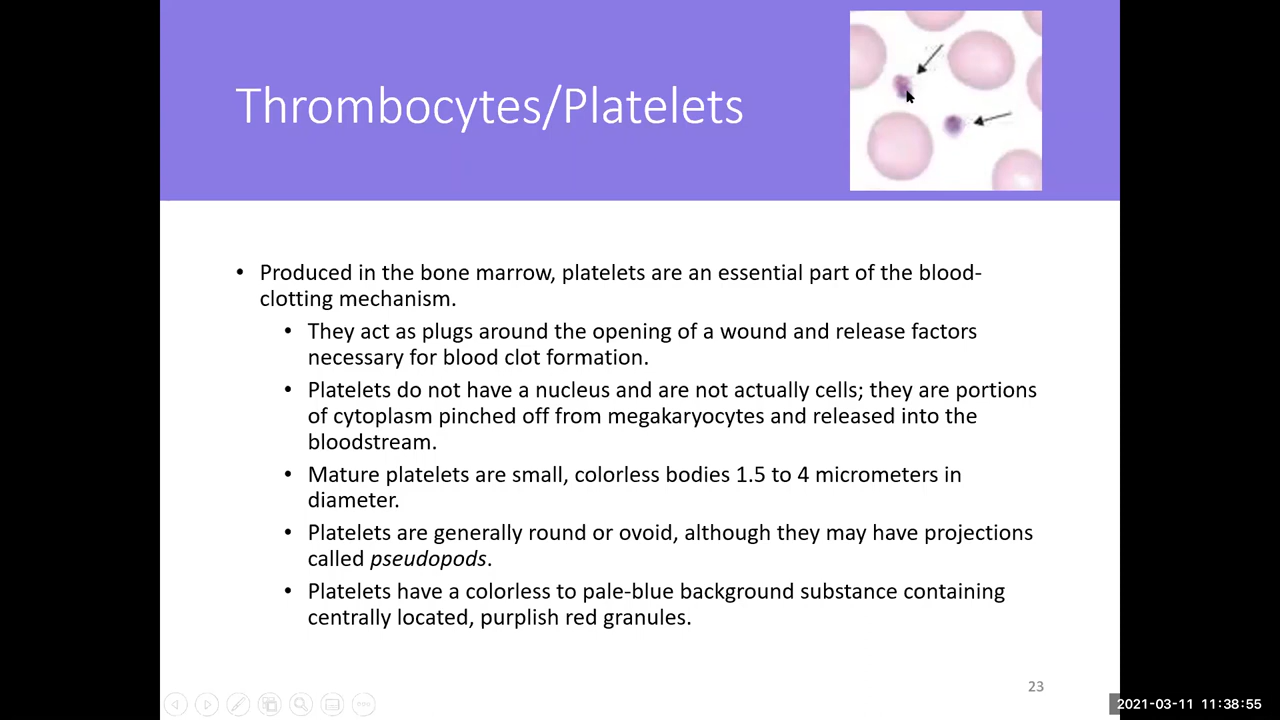 Thrombocytes/Platelets
• Produced in the bone marrow, platelets are an essential part of the blood-
clotting mechanism.
• They act as plugs around the opening of a wound and release factors
necessary for blood clot formation.
• Platelets do not have a nucleus and are not actually cells; they are portions
of cytoplasm pinched off from megakaryocytes and released into the
bloodstream.
• Mature platelets are small, colorless bodies 1.5 to 4 micrometers in
diameter.
• Platelets are generally round or ovoid, although they may have projections
called pseudopods.
• Platelets have a colorless to pale-blue background substance containing
centrally located, purplish red granules.
23
2021-03-11 11:38:55